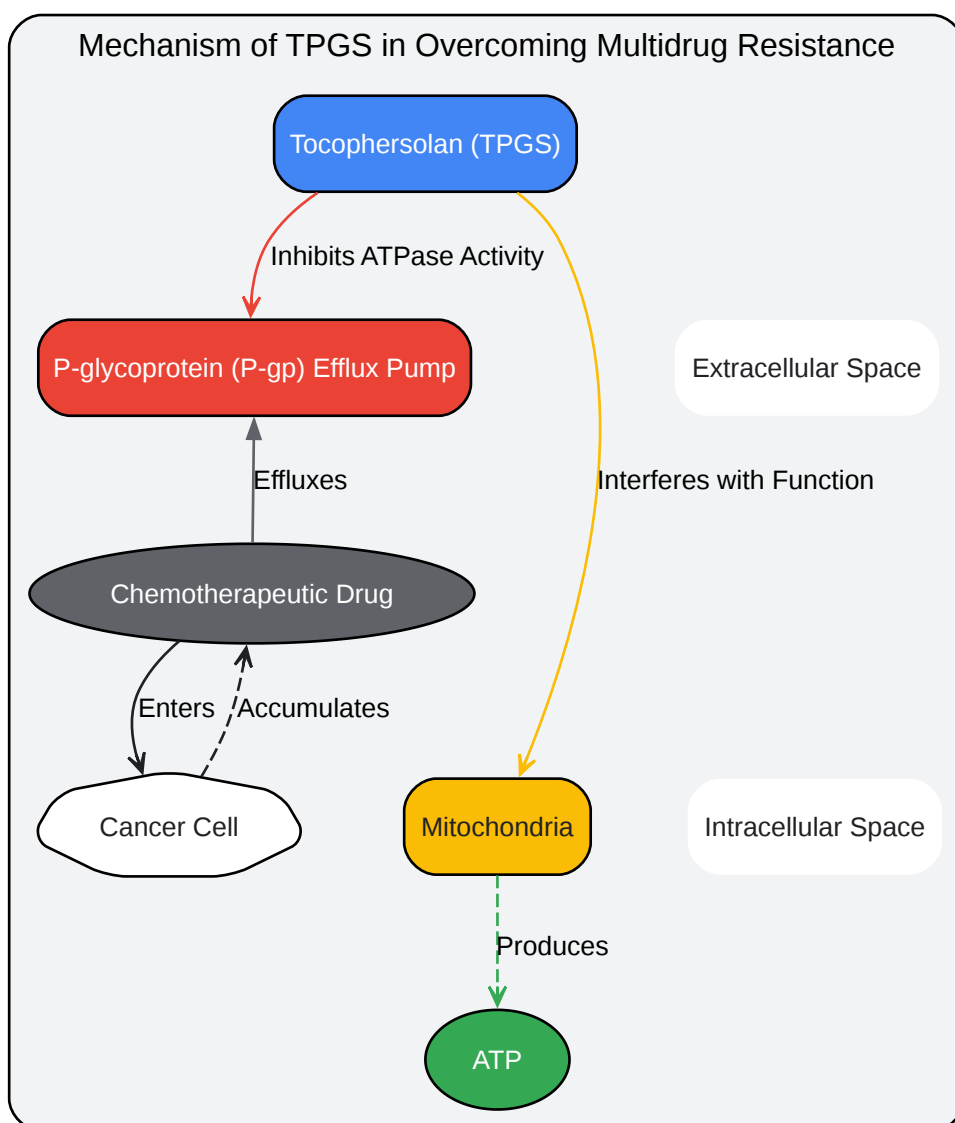 Mechanism of TPGS in Overcoming Multidrug Resistance
Tocophersolan (TPGS)
Inhibits ATPase Activity
P-glycoprotein (P-gp) Efflux Pump
Extracellular Space
Effluxes
Interferes with Function
Chemotherapeutic Drug
Enters
Accumulates
Cancer Cell
Mitochondria
Intracellular Space
Produces
ATP